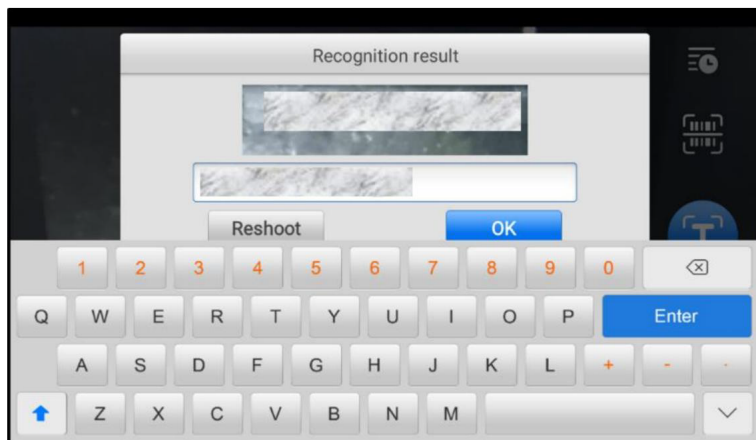 Recognition result
Reshoot OK
1 2 3 4 5 6 7 8 9 0
Q W E R T Y U I O P Enter
A S D F G H J K L + - ·
Z X C V B N M